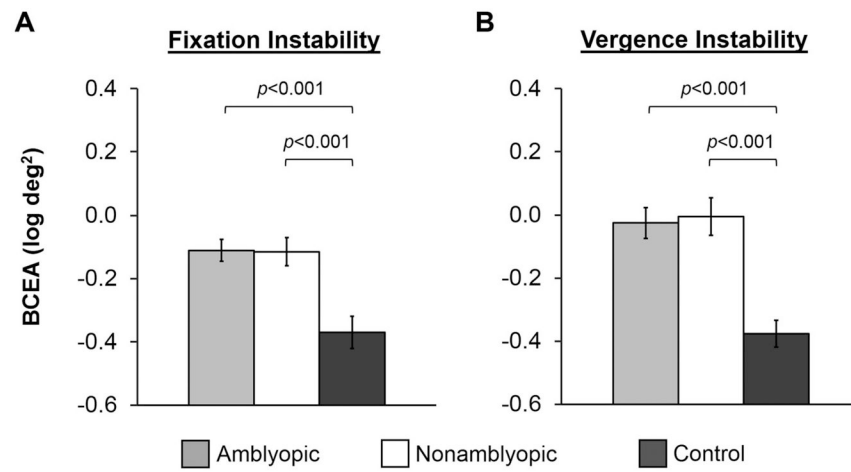 A
Fixation Instability
BCEA (log deg²)
0.4
0.2
0.0
-0.2
-0.4
-0.6
p<0.001
p<0.001
B
Vergence Instability
0.4
0.2
0.0
-0.2
-0.4
-0.6
p<0.001
p<0.001
Amblyopic Nonamblyopic Control